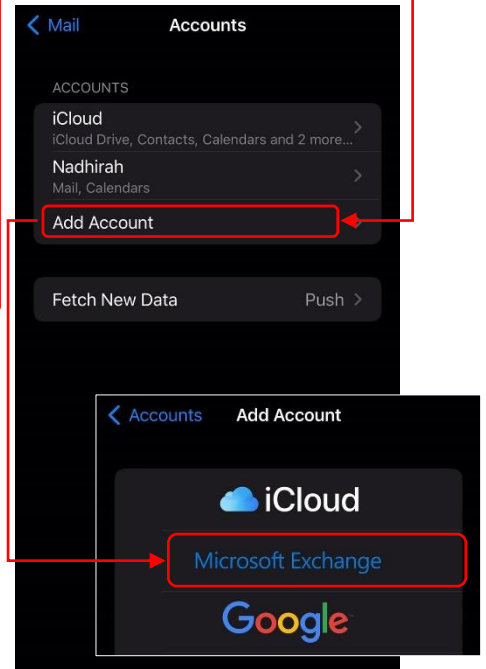 Mail
Accounts
ACCOUNTS
iCloud
iCloud Drive, Contacts, Calendars and 2 more...
Nadhirah
Mail, Calendars
Add Account
Fetch New Data Push
Accounts Add Account
iCloud
Microsoft Exchange
Google